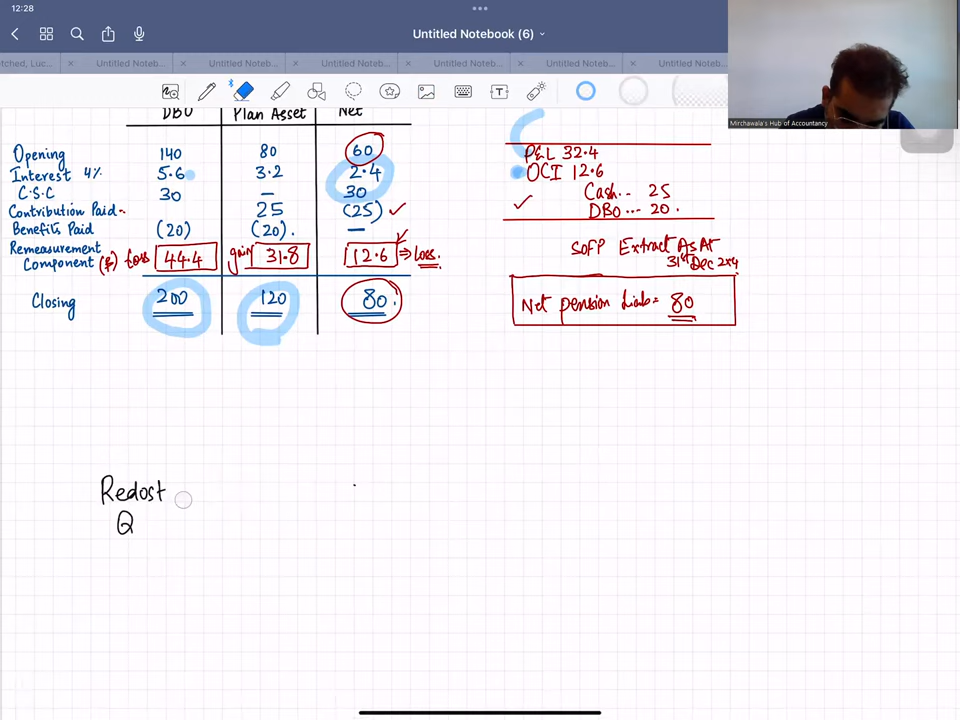 12:28
Untitled Notebook (6)
etched, Luc...
Untitled Noteb...
Untitled Noteb...
Untitled Noteb...
Untitled Noteb...
Untitled Noteb...
Untitled Noteb...
Mirchawala's Hub of Accountancy
DBO Plan Asset Net
Opening 140 80 60
Interest 4% 5.6 3.2 2.4
C.S.C 30 — 30
Contribution Paid 25 (25)
Benefits Paid (20) (20). —
Remeasurement Component (β) loss 44.4 gain 31.8 12.6 ⇒ Loss.
Closing 200 120 80.
P&L 32.4
OCI 12.6
Cash.. 25
DBO ... 20.
SOFP Extract As At
31st Dec 2x4
Net pension Liab = 80
Redost
Q